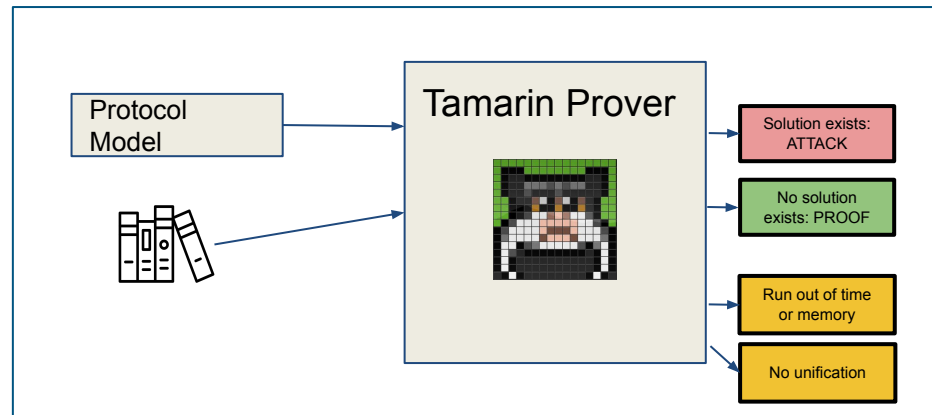 Protocol
Model
Tamarin Prover
Solution exists:
ATTACK
No solution
exists: PROOF
Run out of time
or memory
No unification